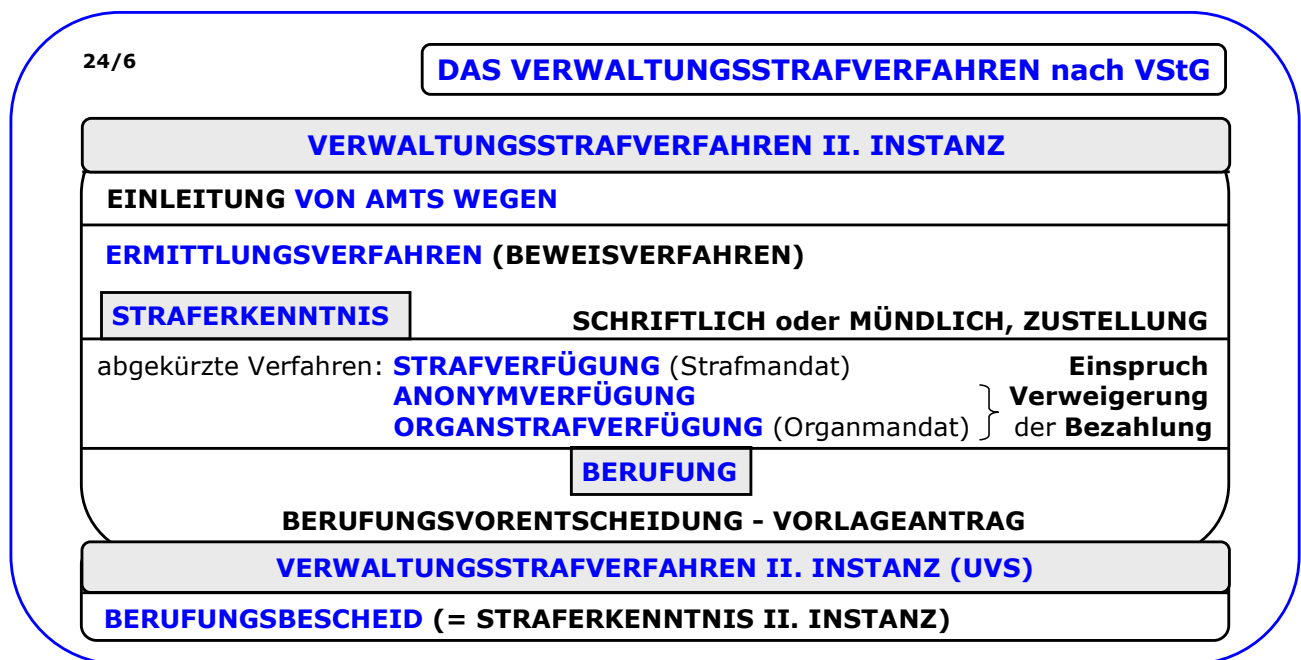 24/6
DAS VERWALTUNGSSTRAFVERFAHREN nach VStG
VERWALTUNGSSTRAFVERFAHREN II. INSTANZ
EINLEITUNG VON AMTS WEGEN
ERMITTLUNGSVERFAHREN (BEWEISVERFAHREN)
STRAFERKENNTNIS SCHRIFTLICH oder MÜNDLICH, ZUSTELLUNG
abgekürzte Verfahren: STRAFVERFÜGUNG (Strafmandat) Einspruch
ANONYMVERFÜGUNG Verweigerung
ORGANSTRAFVERFÜGUNG (Organmandat) der Bezahlung
BERUFUNG
BERUFUNGSVORENTSCHEIDUNG - VORLAGEANTRAG
VERWALTUNGSSTRAFVERFAHREN II. INSTANZ (UVS)
BERUFUNGSBESCHEID (= STRAFERKENNTNIS II. INSTANZ)